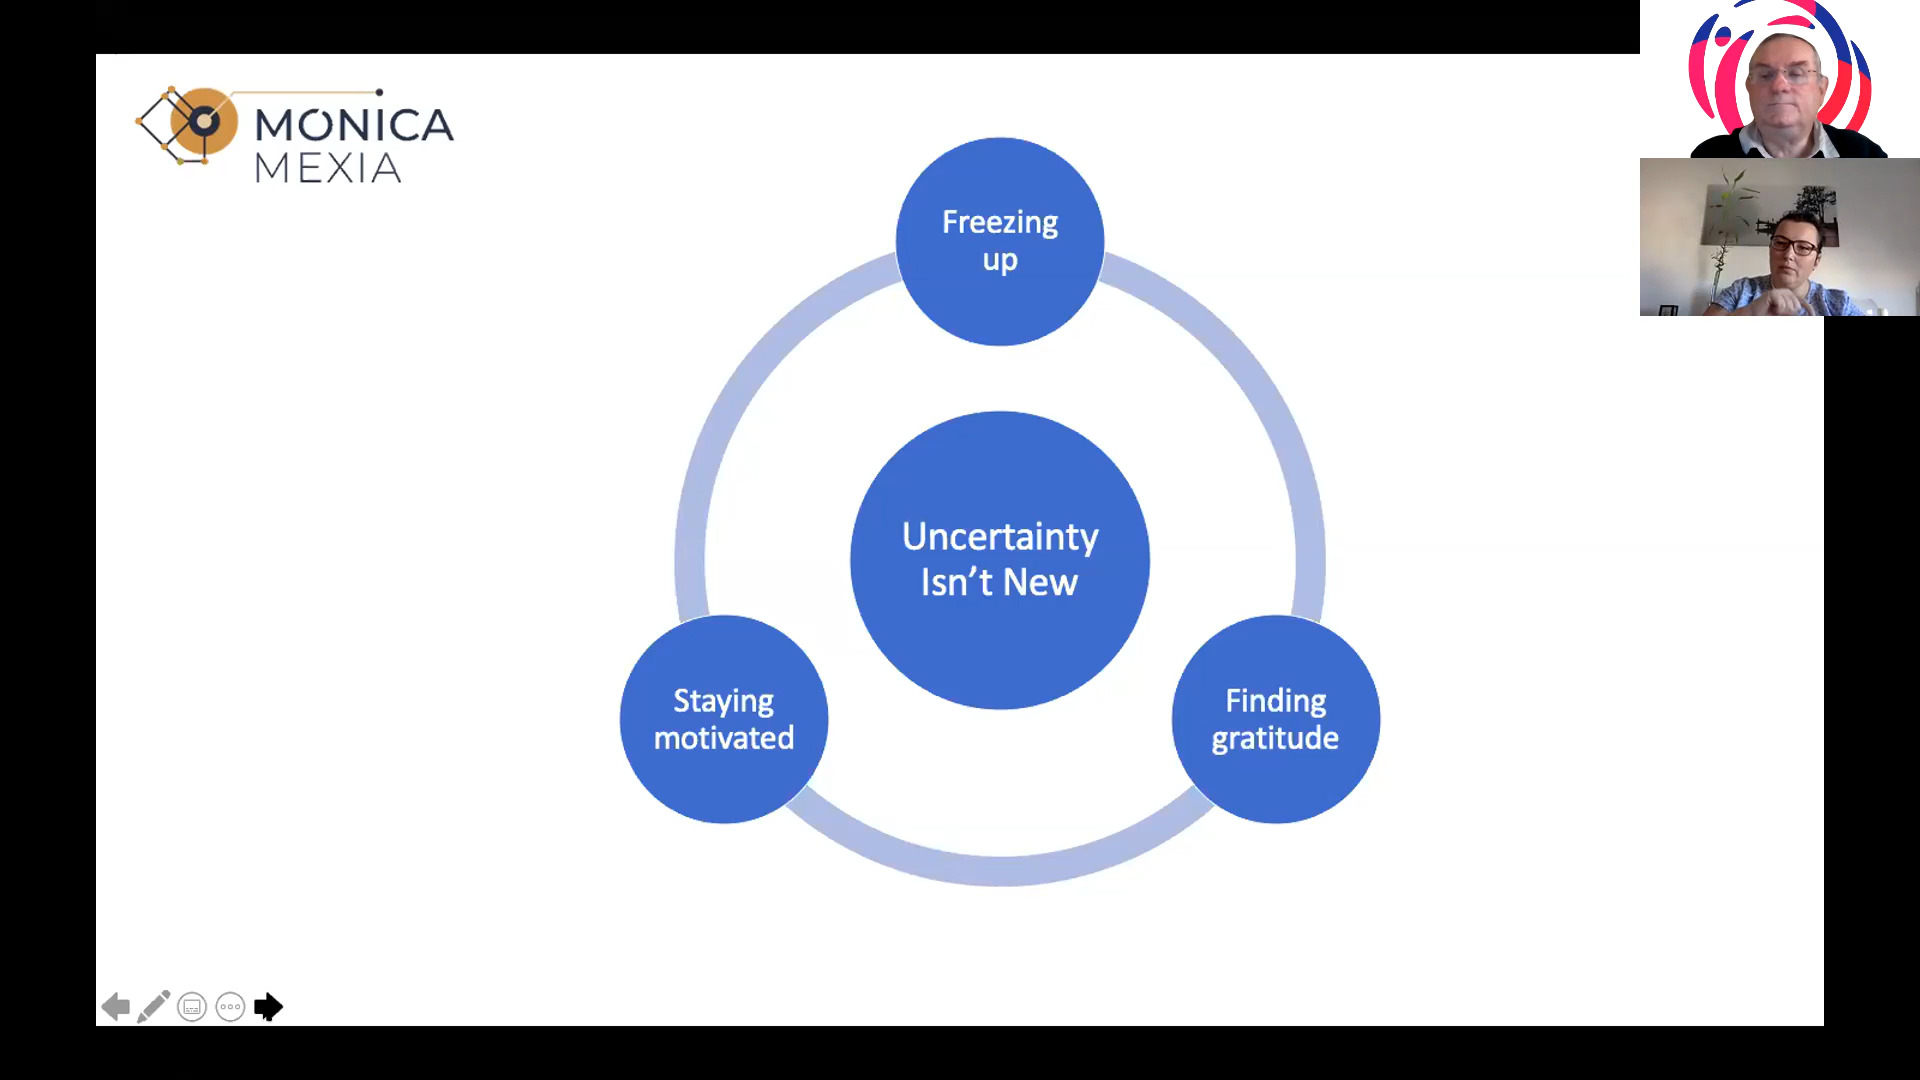 MONICA
MEXIA
Freezing
up
Uncertainty
Isn’t New
Staying
motivated
Finding
gratitude